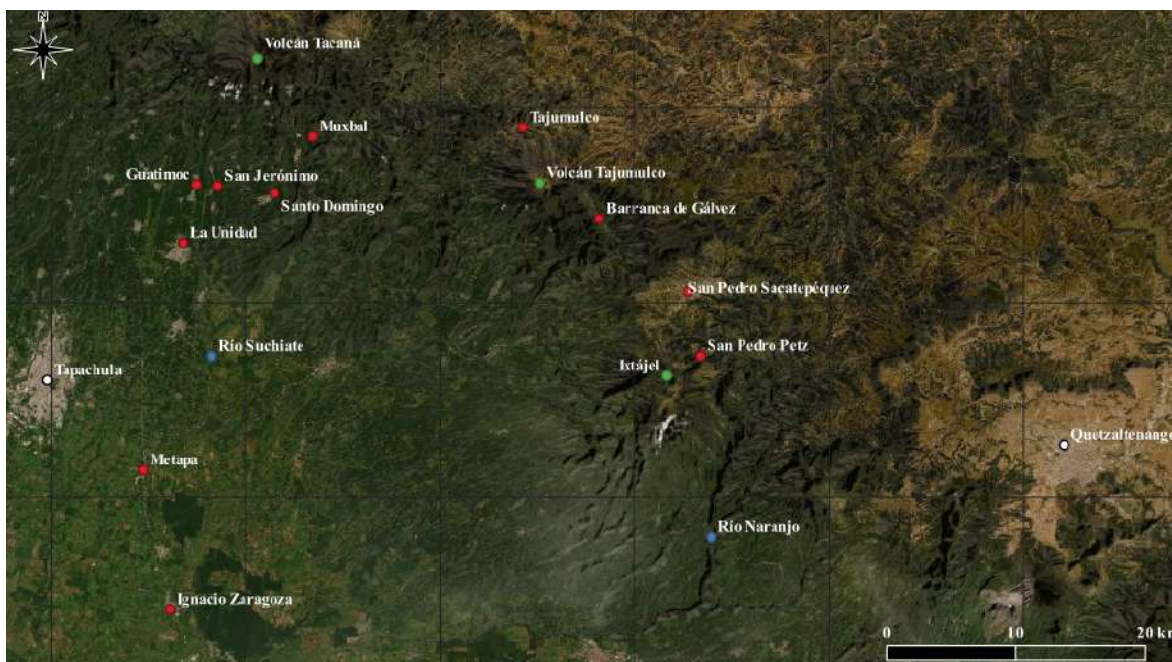 N
Volcán Tacaná
Muxbal
Tajumulco
Guatimoc
San Jerónimo
Volcán Tajumulco
Santo Domingo
Barranca de Gálvez
La Unidad
San Pedro Sacatepéquez
Río Suchiate
San Pedro Petz
Ixtájel
Tapachula
Quetzaltenango
Metapa
Río Naranjo
Ignacio Zaragoza
0 10 20 km